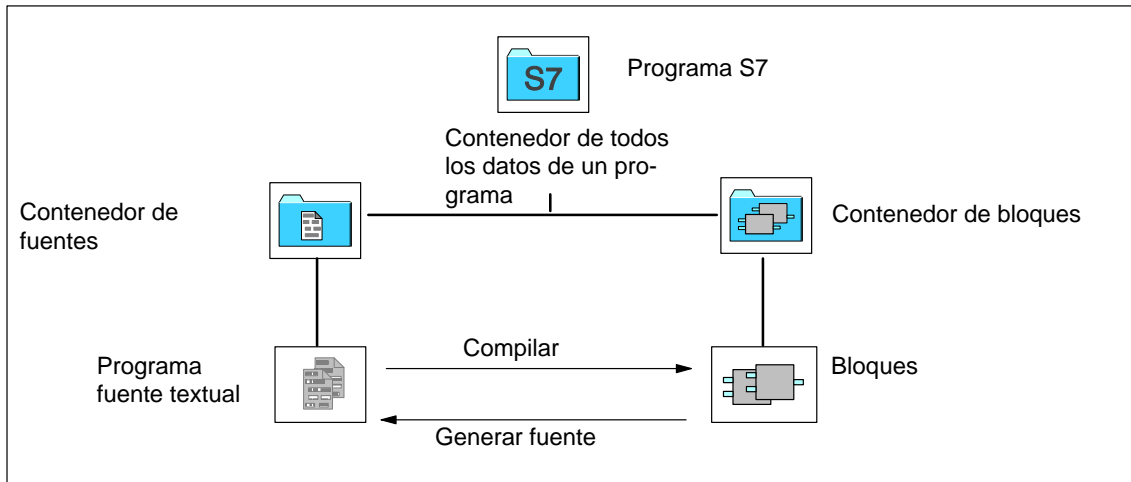 S7
Programa S7
Contenedor de todos
los datos de un pro-
grama
Contenedor de
fuentes
Contenedor de bloques
Programa
fuente textual
Compilar
Bloques
Generar fuente